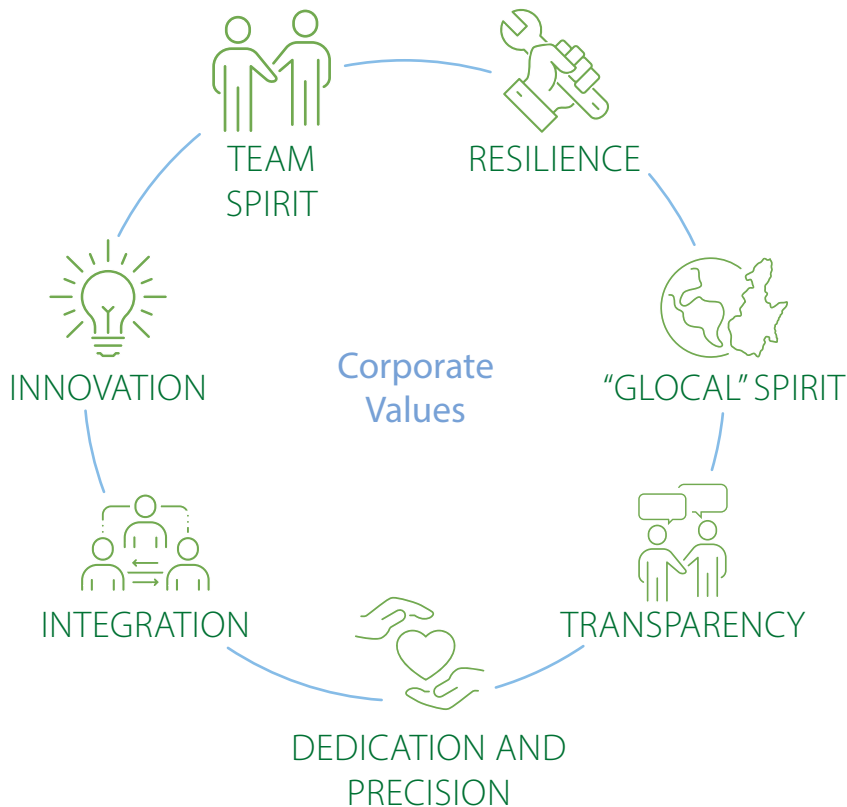 TEAM
SPIRIT
RESILIENCE
INNOVATION
Corporate
Values
“GLOCAL” SPIRIT
INTEGRATION
TRANSPARENCY
DEDICATION AND
PRECISION